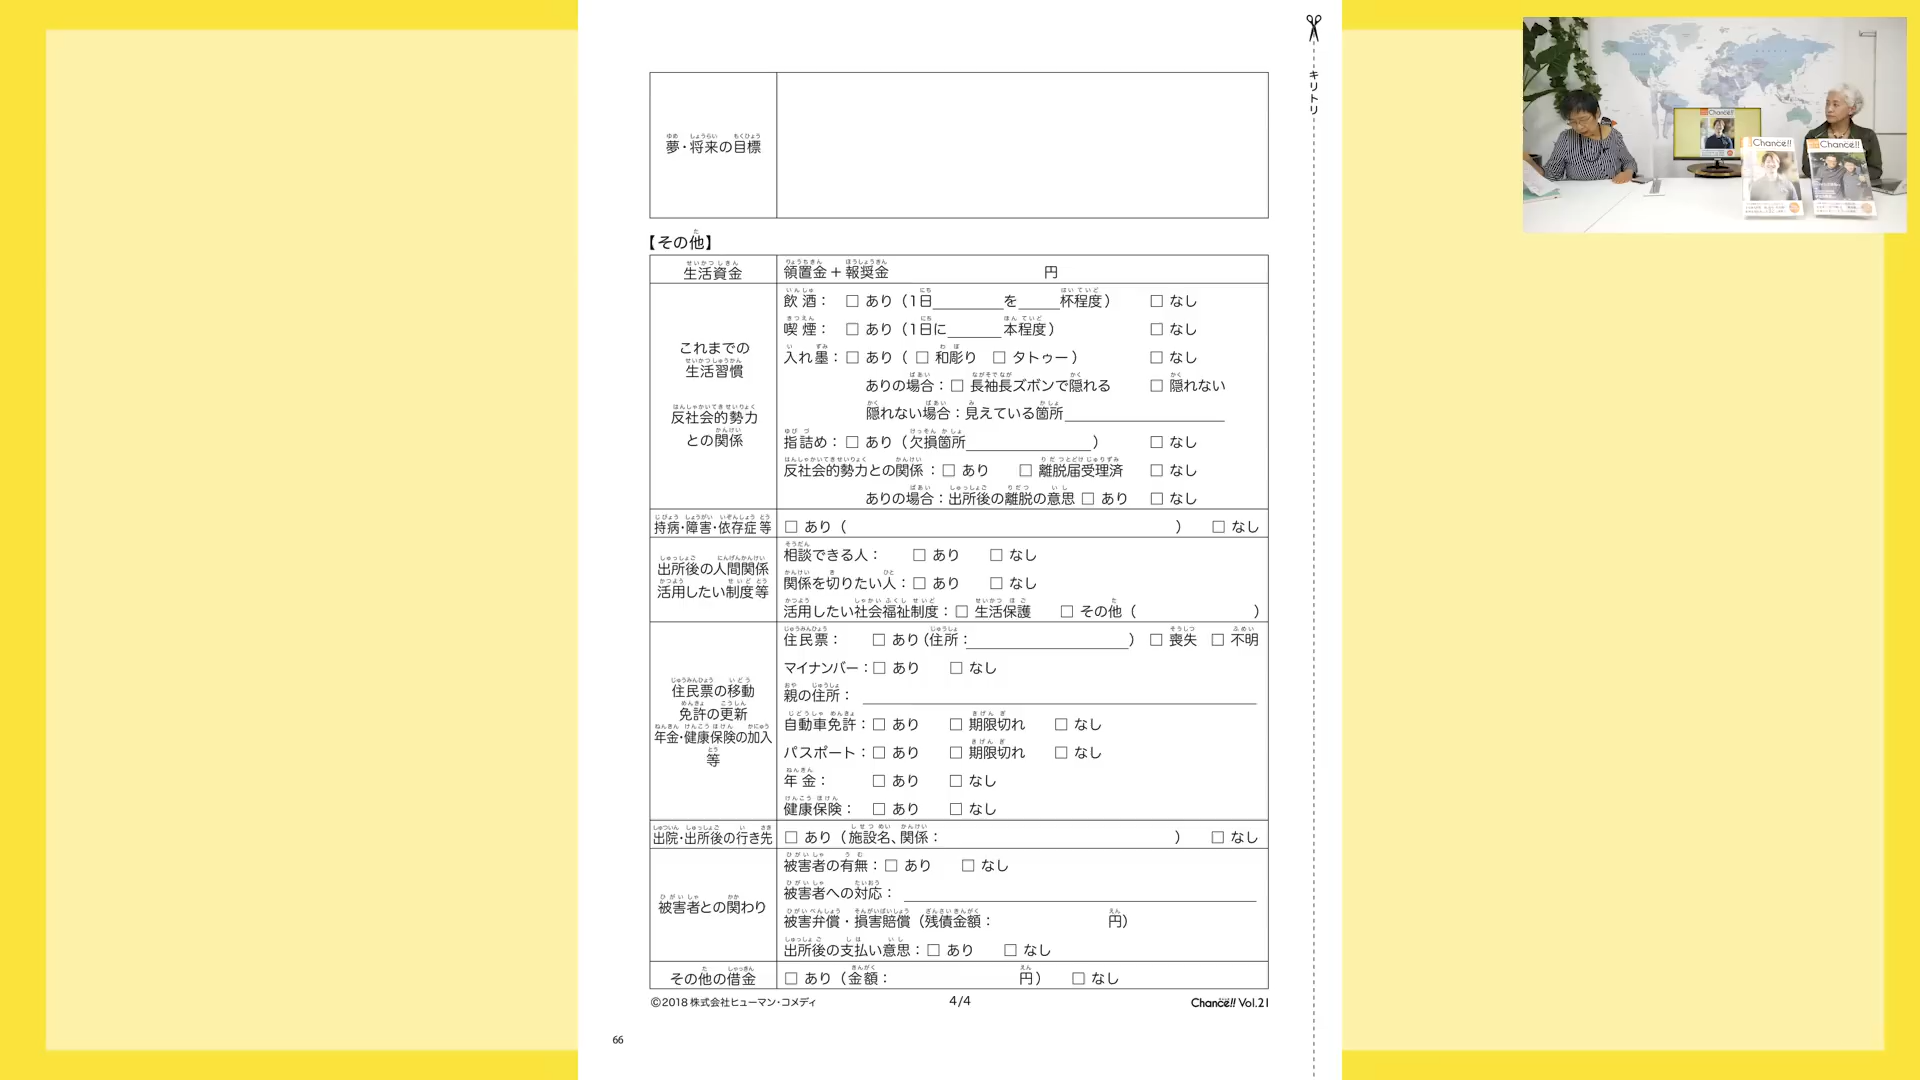 キリトリ
夢・将来の目標
【その他】
生活資金
領置金＋報奨金 円
これまでの
生活習慣
反社会的勢力
との関係
飲酒： □ あり（1日＿＿＿を＿＿＿杯程度） □ なし
喫煙： □ あり（1日に＿＿＿本程度） □ なし
入れ墨：□ あり（ □ 和彫り □ タトゥー） □ なし
ありの場合：□ 長袖長ズボンで隠れる □ 隠れない
隠れない場合：見えている箇所＿＿＿
指詰め：□ あり（欠損箇所＿＿＿） □ なし
反社会的勢力との関係：□ あり □ 離脱届受理済 □ なし
ありの場合：出所後の離脱の意思 □ あり □ なし
持病・障害・依存症 等
□ あり（ ） □ なし
出所後の人間関係
活用したい制度等
相談できる人： □ あり □ なし
関係を切りたい人：□ あり □ なし
活用したい社会福祉制度：□ 生活保護 □ その他（ ）
住民票の移動
免許の更新
年金・健康保険の加入
等
住民票： □ あり（住所：＿＿＿） □ 喪失 □ 不明
マイナンバー：□ あり □ なし
親の住所：＿＿＿
自動車免許：□ あり □ 期限切れ □ なし
パスポート：□ あり □ 期限切れ □ なし
年金： □ あり □ なし
健康保険： □ あり □ なし
出院・出所後の行き先
□ あり（施設名、関係： ） □ なし
被害者との関わり
被害者の有無：□ あり □ なし
被害者への対応：＿＿＿
被害弁償・損害賠償（残債金額： 円）
出所後の支払い意思：□ あり □ なし
その他の借金
□ あり（金額： 円） □ なし
©2018 株式会社ヒューマン・コメディ
4/4
Chance!! Vol.21
66
Chance!!
Chance!!
Chance!!